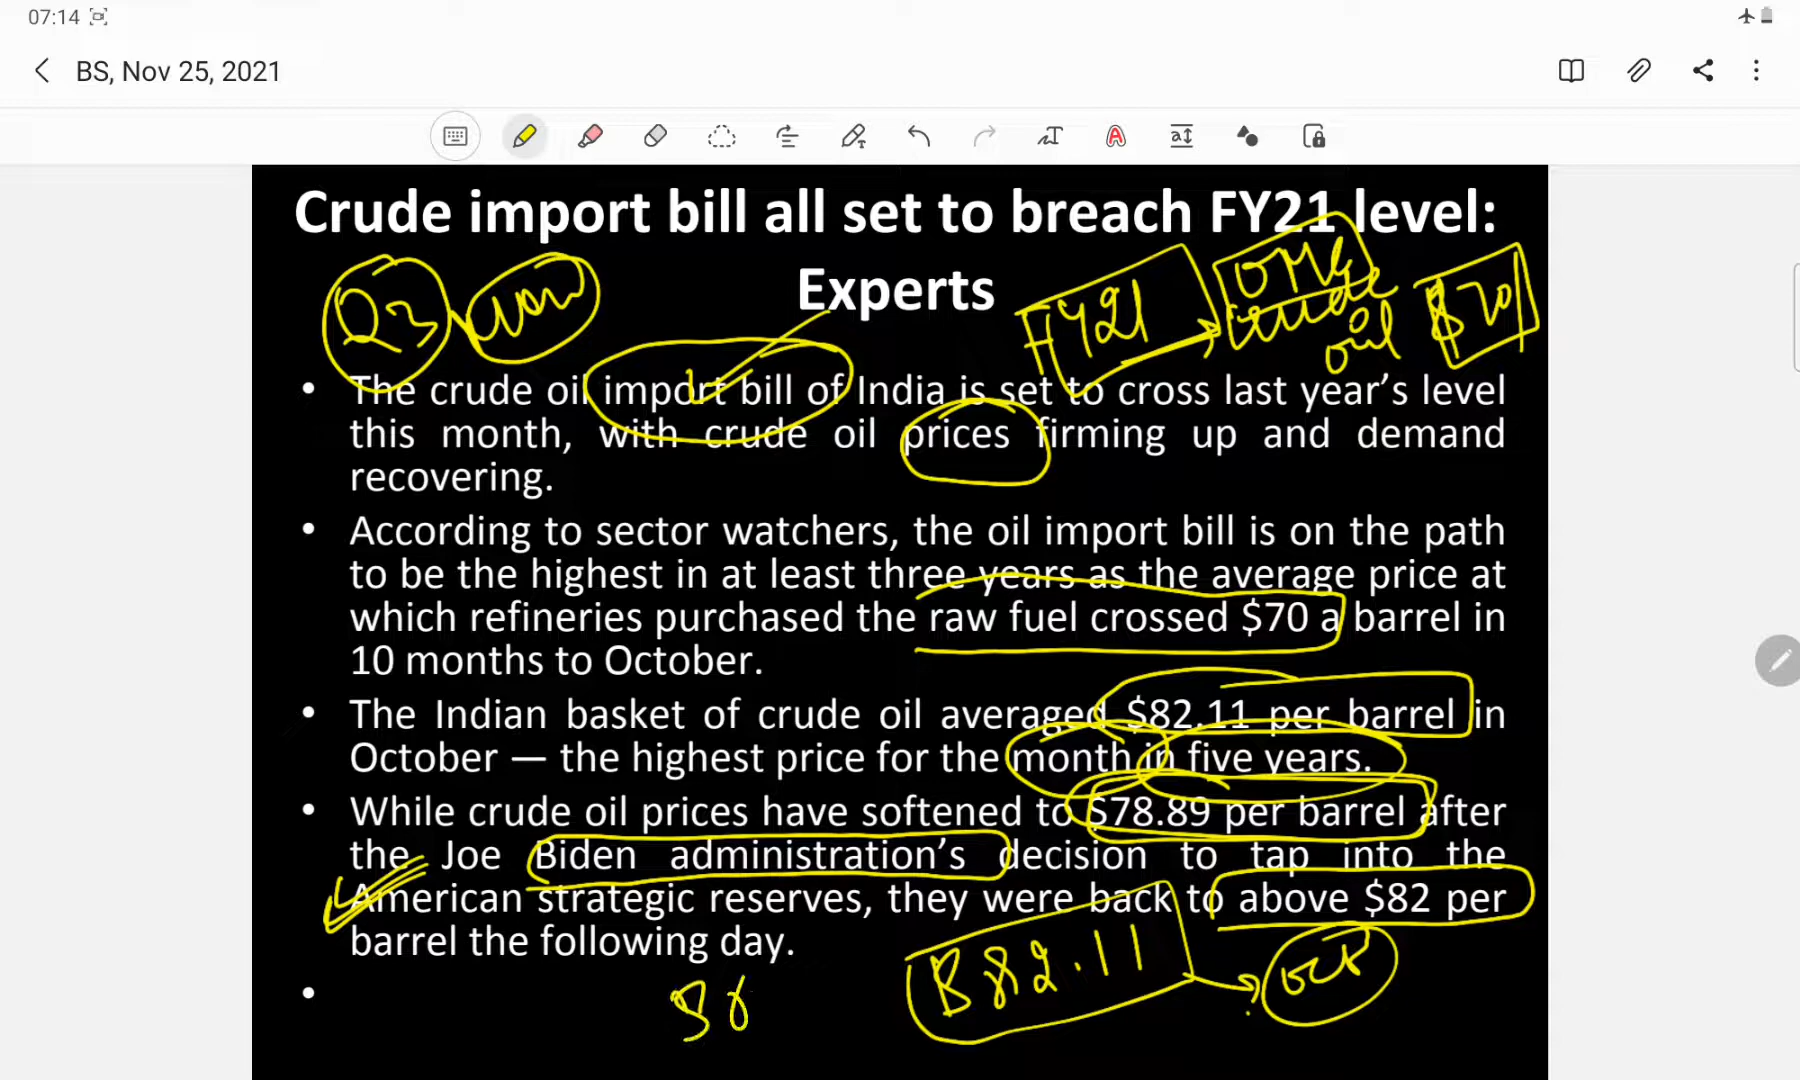 07:14
BS, Nov 25, 2021
Crude import bill all set to breach FY21 level:
Experts
Q3
FY21
crude
oil
$70
• The crude oil import bill of India is set to cross last year's level
this month, with crude oil prices firming up and demand
recovering.
• According to sector watchers, the oil import bill is on the path
to be the highest in at least three years as the average price at
which refineries purchased the raw fuel crossed $70 a barrel in
10 months to October.
• The Indian basket of crude oil averaged $82.11 per barrel in
October — the highest price for the month in five years.
• While crude oil prices have softened to $78.89 per barrel after
the Joe Biden administration's decision to tap into the
American strategic reserves, they were back to above $82 per
barrel the following day.
•
$82.11
oct